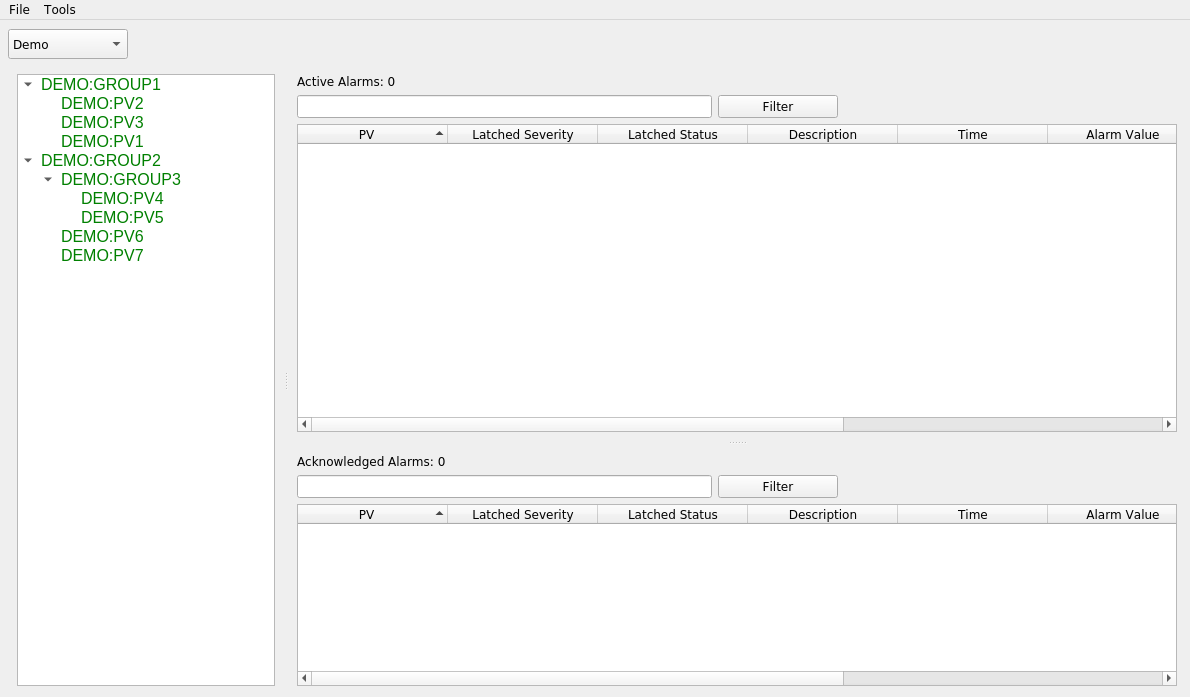 File Tools
Demo
DEMO:GROUP1
DEMO:PV2
DEMO:PV3
DEMO:PV1
DEMO:GROUP2
DEMO:GROUP3
DEMO:PV4
DEMO:PV5
DEMO:PV6
DEMO:PV7
Active Alarms: 0
Filter
PV Latched Severity Latched Status Description Time Alarm Value
Acknowledged Alarms: 0
Filter
PV Latched Severity Latched Status Description Time Alarm Value